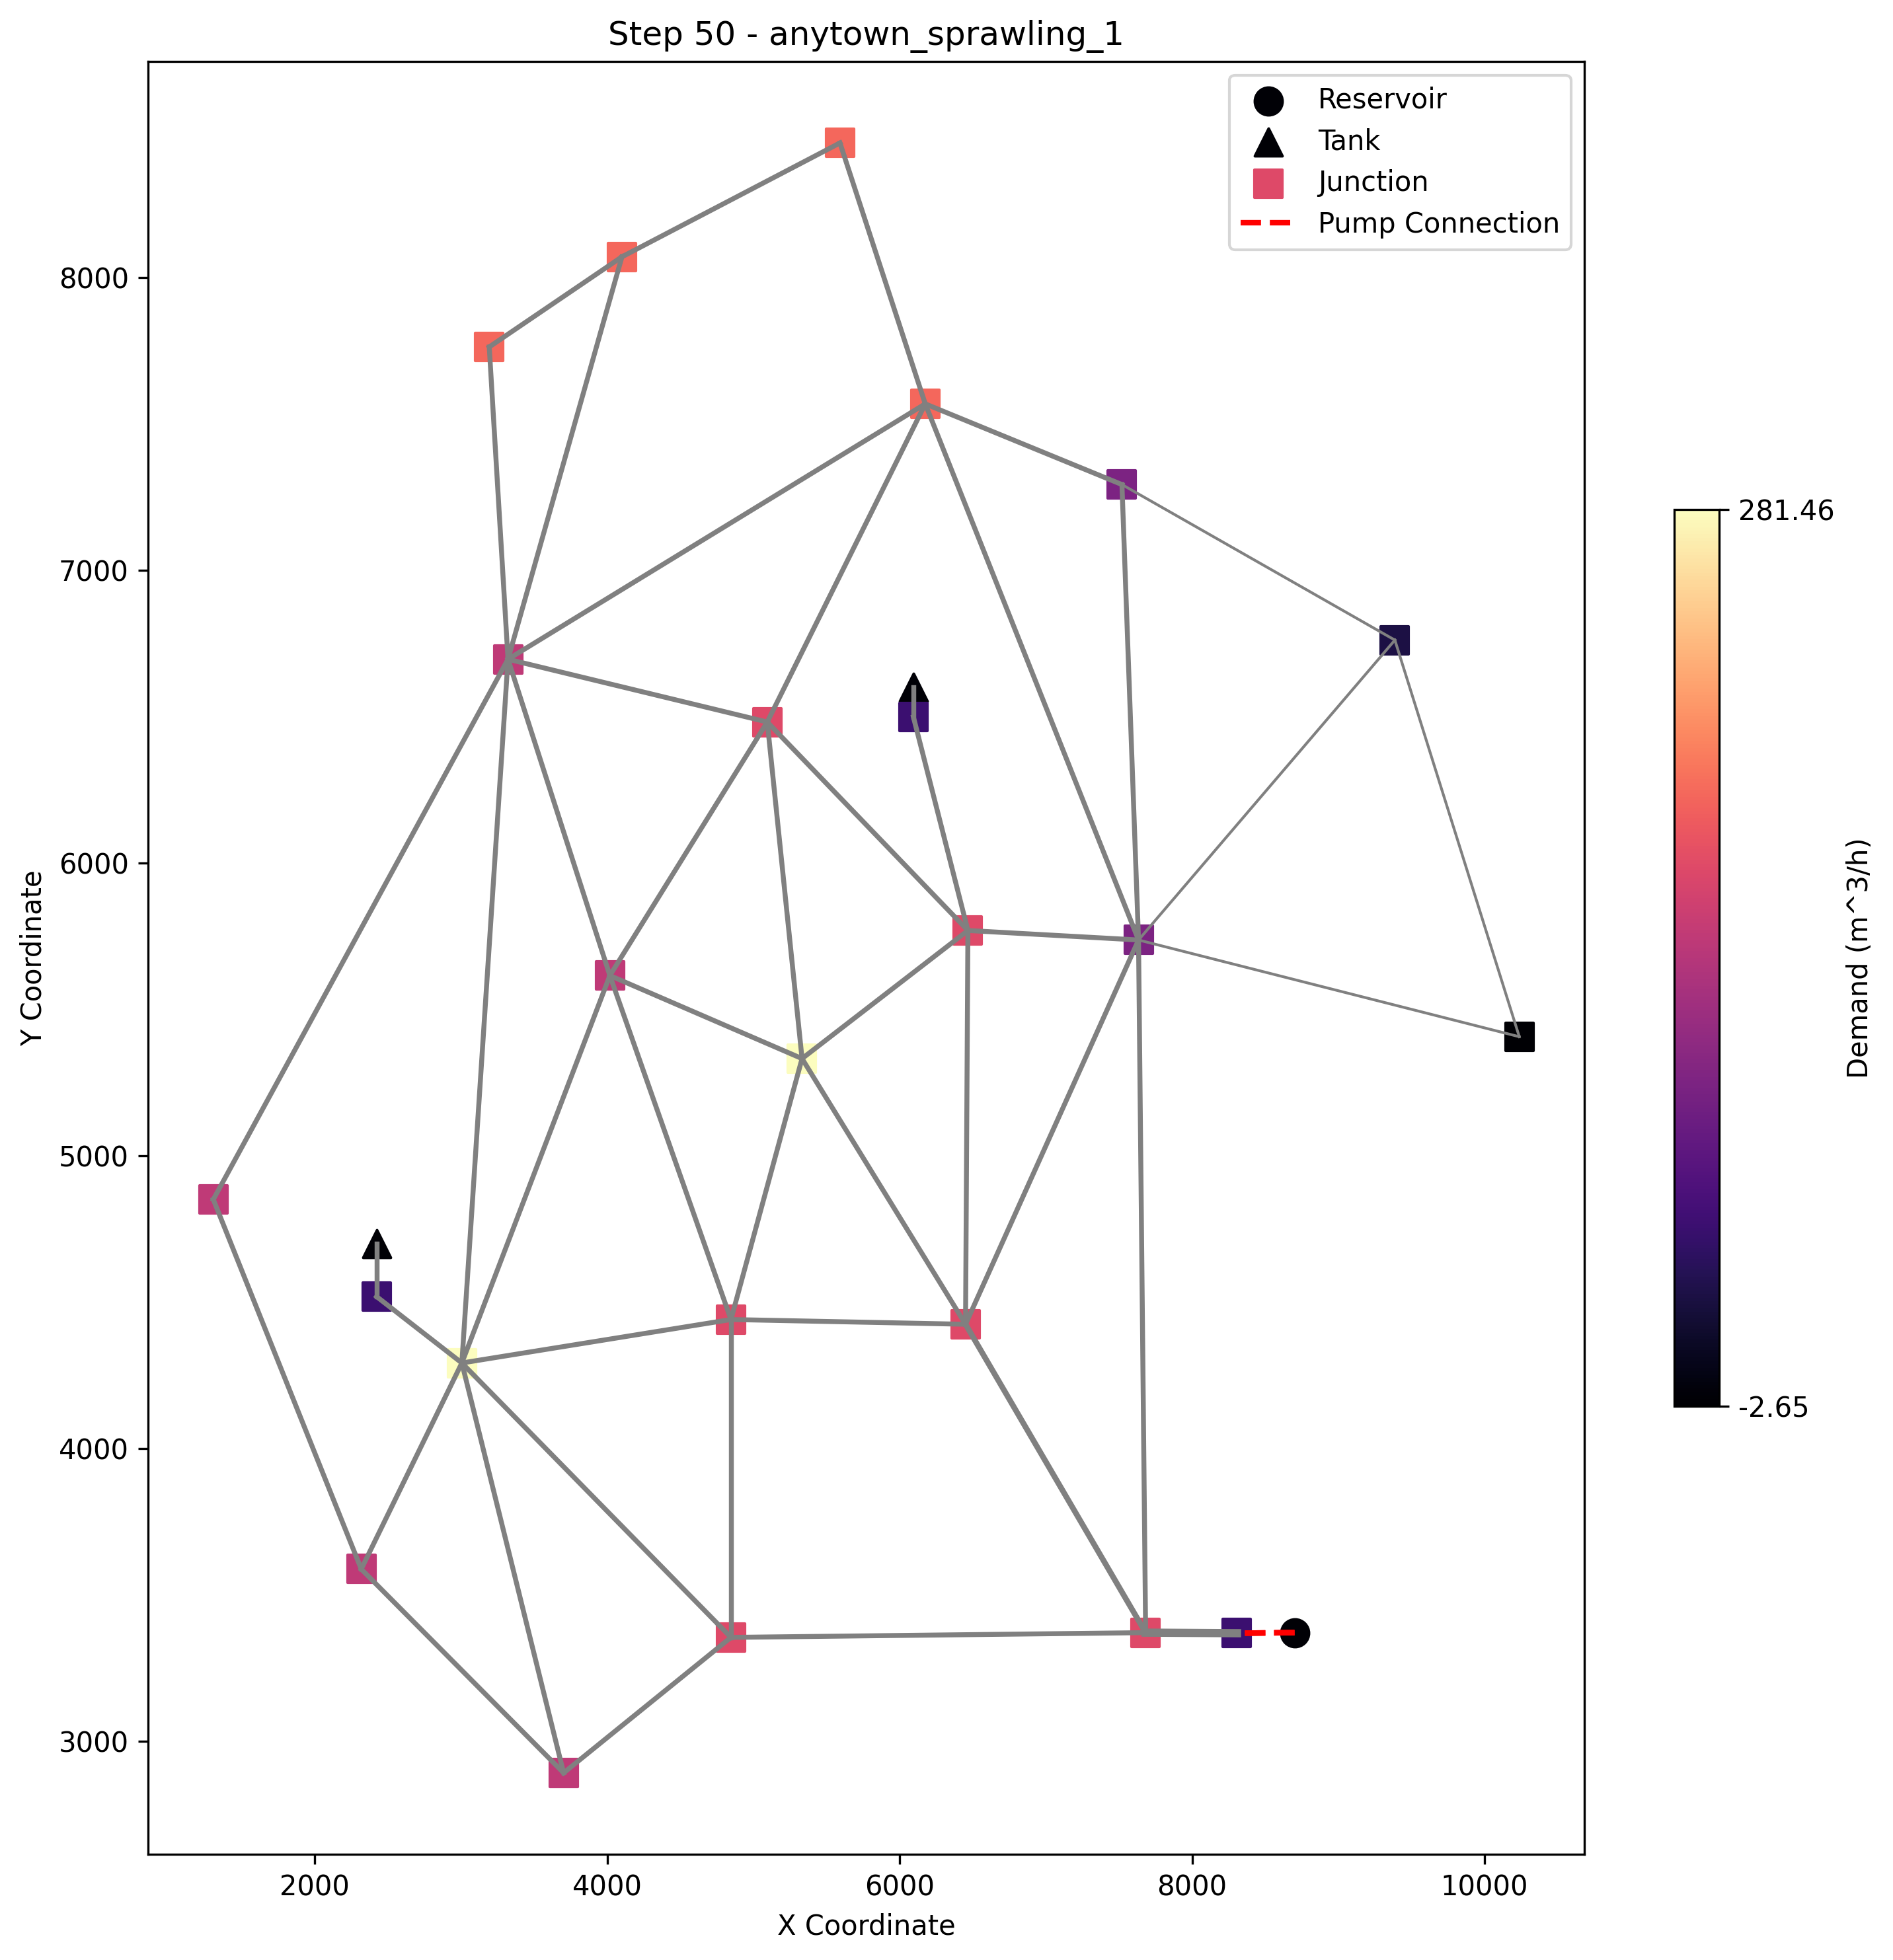 Step 50 - anytown_sprawling_1
Reservoir
Tank
Junction
Pump Connection
8000
7000
6000
5000
4000
3000
Y Coordinate
2000
4000
6000
8000
10000
X Coordinate
281.46
-2.65
Demand (m^3/h)